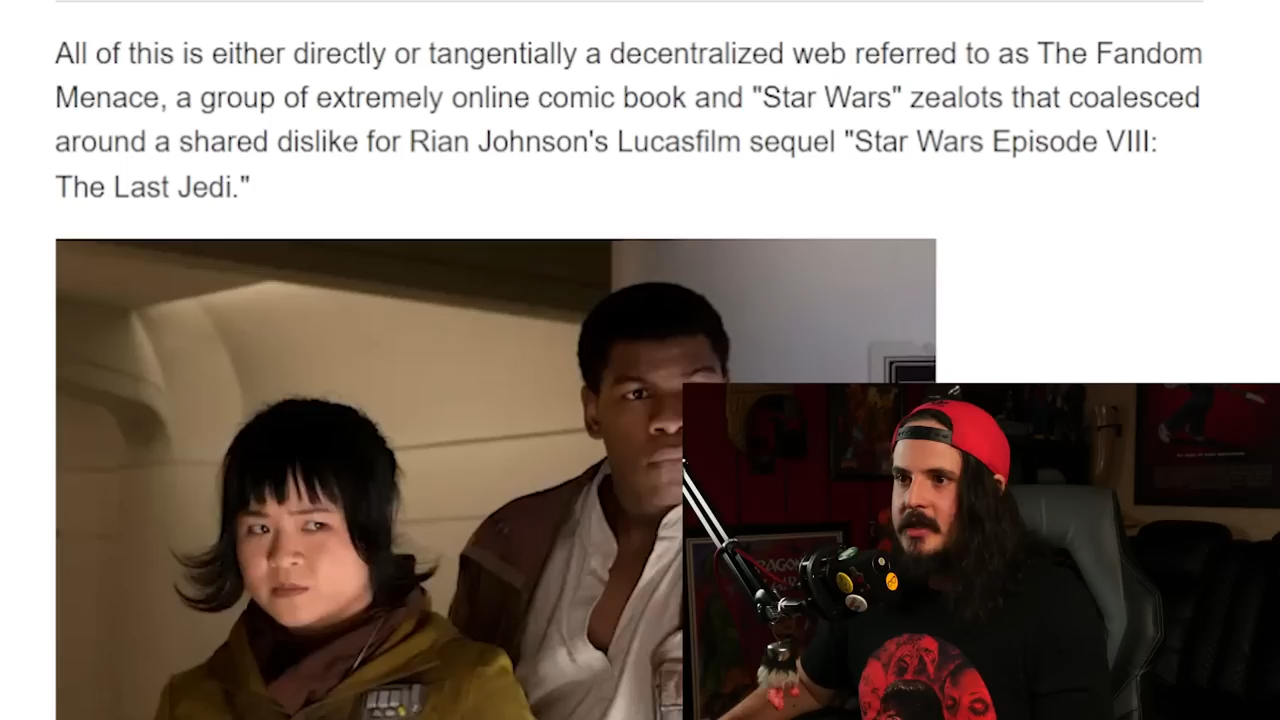 All of this is either directly or tangentially a decentralized web referred to as The Fandom
Menace, a group of extremely online comic book and "Star Wars" zealots that coalesced
around a shared dislike for Rian Johnson's Lucasfilm sequel "Star Wars Episode VIII:
The Last Jedi."